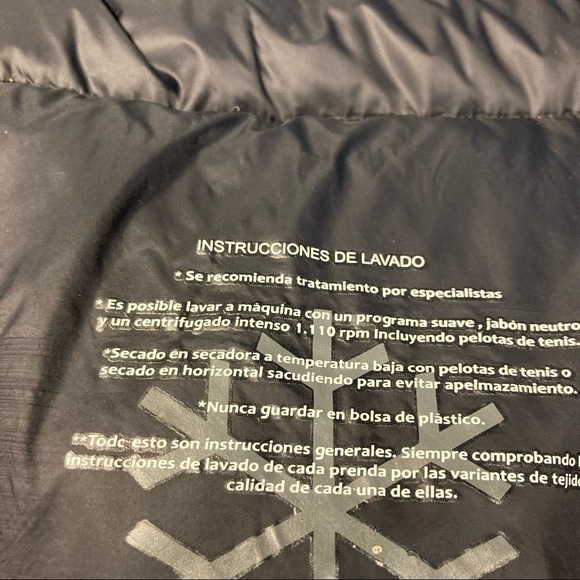 INSTRUCCIONES DE LAVADO
* Se recomienda tratamiento por especialistas
*Es posible lavar a máquina con un programa suave , jabón neutro
y un centrifugado intenso 1.110 rpm Incluyendo pelotas de tenis.
*Secado en secadora a temperatura baja con pelotas de tenis o
secado en horizontal sacudiendo para evitar apelmazamiento.
*Nunca guardar en bolsa de plástico.
**Todo esto son instrucciones generales. Siempre comprobando
instrucciones de lavado de cada prenda por las variantes de tejido
calidad de cada una de ellas.